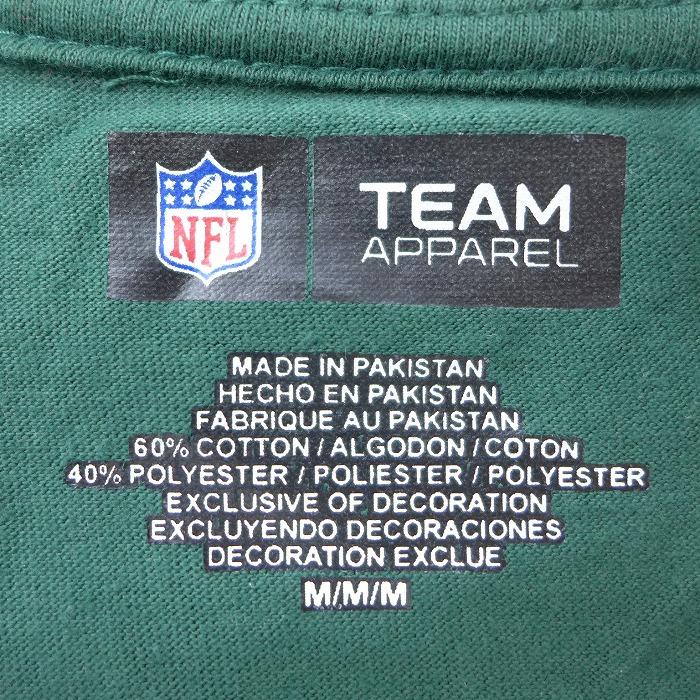 NFL
TEAM
APPAREL
MADE IN PAKISTAN
HECHO EN PAKISTAN
FABRIQUE AU PAKISTAN
60% COTTON / ALGODON / COTON
40% POLYESTER / POLIESTER / POLYESTER
EXCLUSIVE OF DECORATION
EXCLUYENDO DECORACIONES
DECORATION EXCLUE
M/M/M